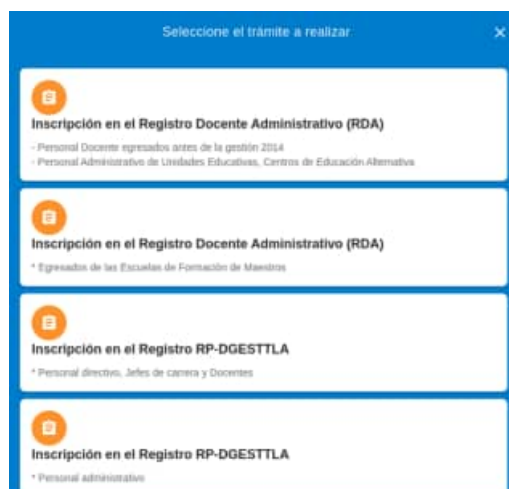 Seleccione el trámite a realizar
Inscripción en el Registro Docente Administrativo (RDA)
- Personal Docente egresados antes de la gestión 2014
- Personal Administrativo de Unidades Educativas, Centros de Educación Alternativa
Inscripción en el Registro Docente Administrativo (RDA)
* Egresados de las Escuelas de Formación de Maestros
Inscripción en el Registro RP-DGESTTLA
* Personal directivo, Jefes de carrera y Docentes
Inscripción en el Registro RP-DGESTTLA
* Personal administrativo